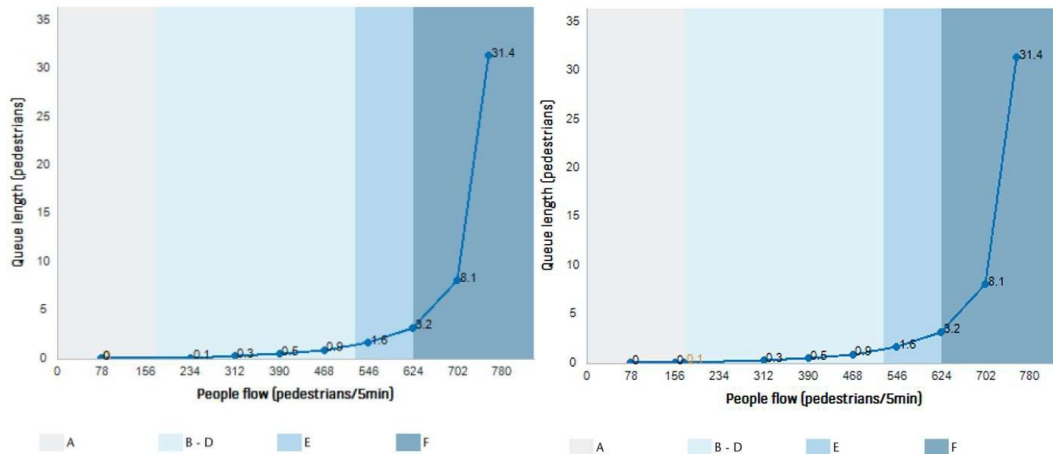 35
30
25
20
15
10
5
0
Queue length (pedestrians)
0 0.1 0.3 0.5 0.9 1.6 3.2 8.1 31.4
0 78 156 234 312 390 468 546 624 702 780
People flow (pedestrians/5min)
A B - D E F
35
30
25
20
15
10
5
0
Queue length (pedestrians)
0 0 0.1 0.3 0.5 0.9 1.6 3.2 8.1 31.4
0 78 156 234 312 390 468 546 624 702 780
People flow (pedestrians/5min)
A B - D E F